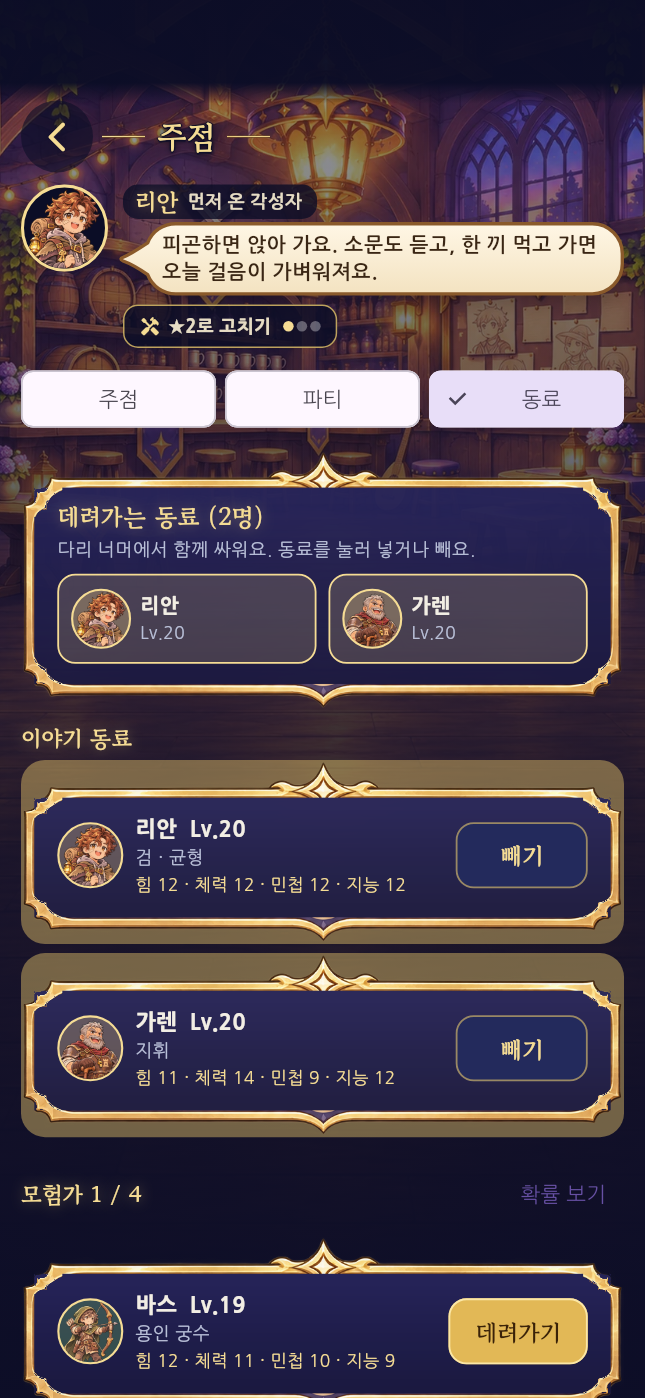 주점
리안 먼저 온 각성자
피곤하면 앉아 가요. 소문도 듣고, 한 끼 먹고 가면
오늘 걸음이 가벼워져요.
★2로 고치기
주점
파티
동료
데려가는 동료 (2명)
다리 너머에서 함께 싸워요. 동료를 눌러 넣거나 빼요.
리안
Lv.20
가렌
Lv.20
이야기 동료
리안 Lv.20
검 · 균형
힘 12 · 체력 12 · 민첩 12 · 지능 12
빼기
가렌 Lv.20
지휘
힘 11 · 체력 14 · 민첩 9 · 지능 12
빼기
모험가 1 / 4
확률 보기
바스 Lv.19
용인 궁수
힘 12 · 체력 11 · 민첩 10 · 지능 9
데려가기